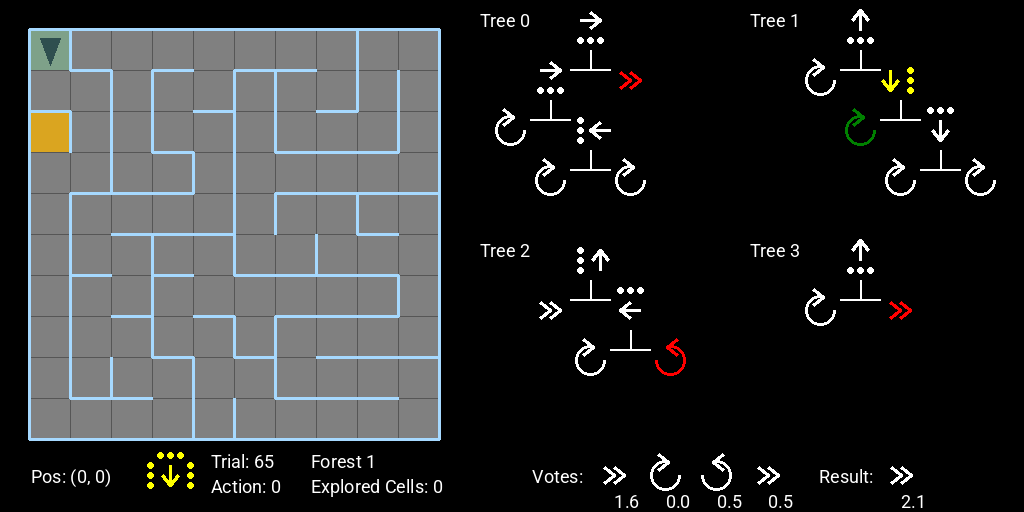 Tree 0
Tree 1
Tree 2
Tree 3
Pos: (0, 0)
Trial: 65
Forest 1
Action: 0
Explored Cells: 0
Votes:
1.6
0.0
0.5
0.5
Result:
2.1